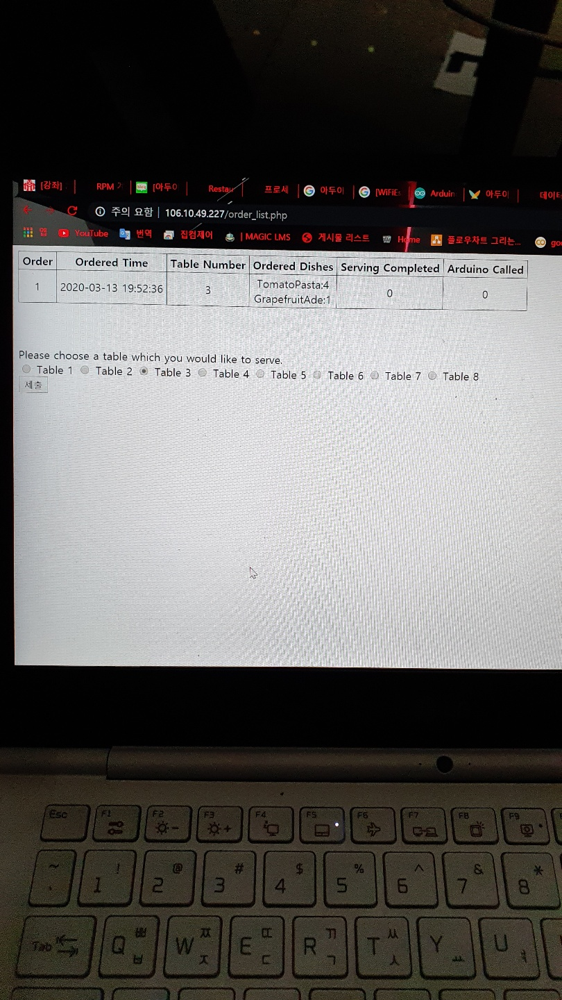 [강좌] RPM 기 [아두이 Restau 프로세 아두이 [WiFiEs Arduin 아두이 데이터
주의 요함 | 106.10.49.227/order_list.php
앱 YouTube 번역 집컴제어 | MAGIC LMS 게시물 리스트 Home 플로우차트 그리는... goo
Order Ordered Time Table Number Ordered Dishes Serving Completed Arduino Called
1 2020-03-13 19:52:36 3 TomatoPasta:4 0 0
GrapefruitAde:1
Please choose a table which you would like to serve.
Table 1 Table 2 Table 3 Table 4 Table 5 Table 6 Table 7 Table 8
제출
Esc F1 F2 F3 F4 F5 F6 F7 F8 F9
~ ! @ # $ % ^ & *
1 2 3 4 5 6 7 8
Tab Q ㅃ ㅂ W ㅉ ㅈ E ㄸ ㄷ R ㄲ ㄱ T ㅆ ㅅ Y ㅛ U ㅕ